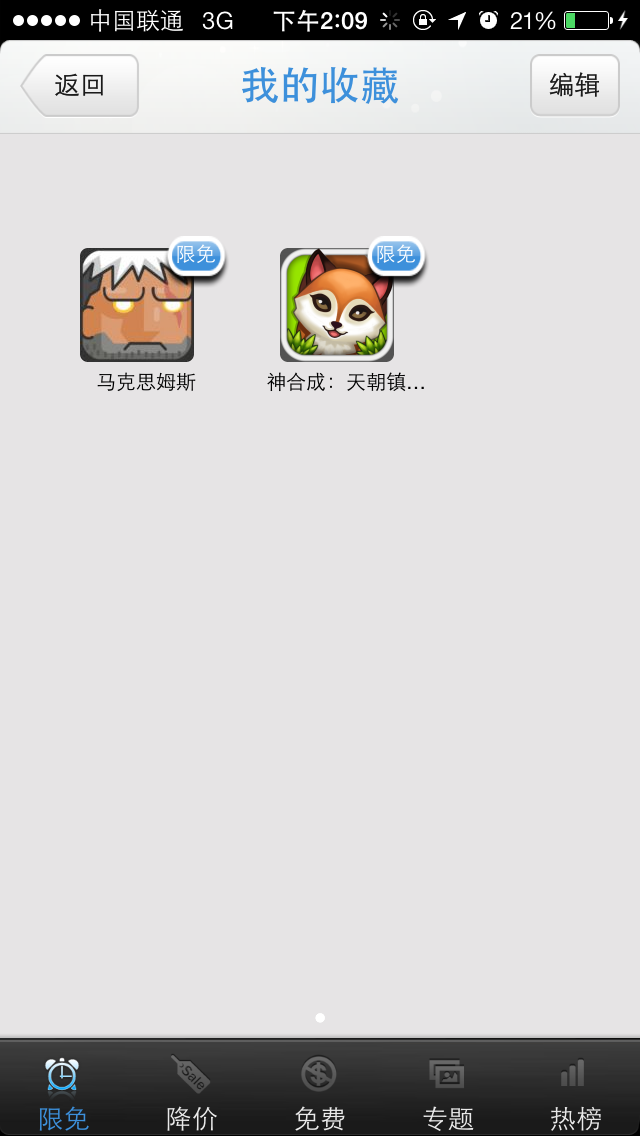 中国联通 3G 下午2:09 21%
返回 我的收藏 编辑
限免 限免
马克思姆斯 神合成：天朝镇...
Sale
限免 降价 免费 专题 热榜